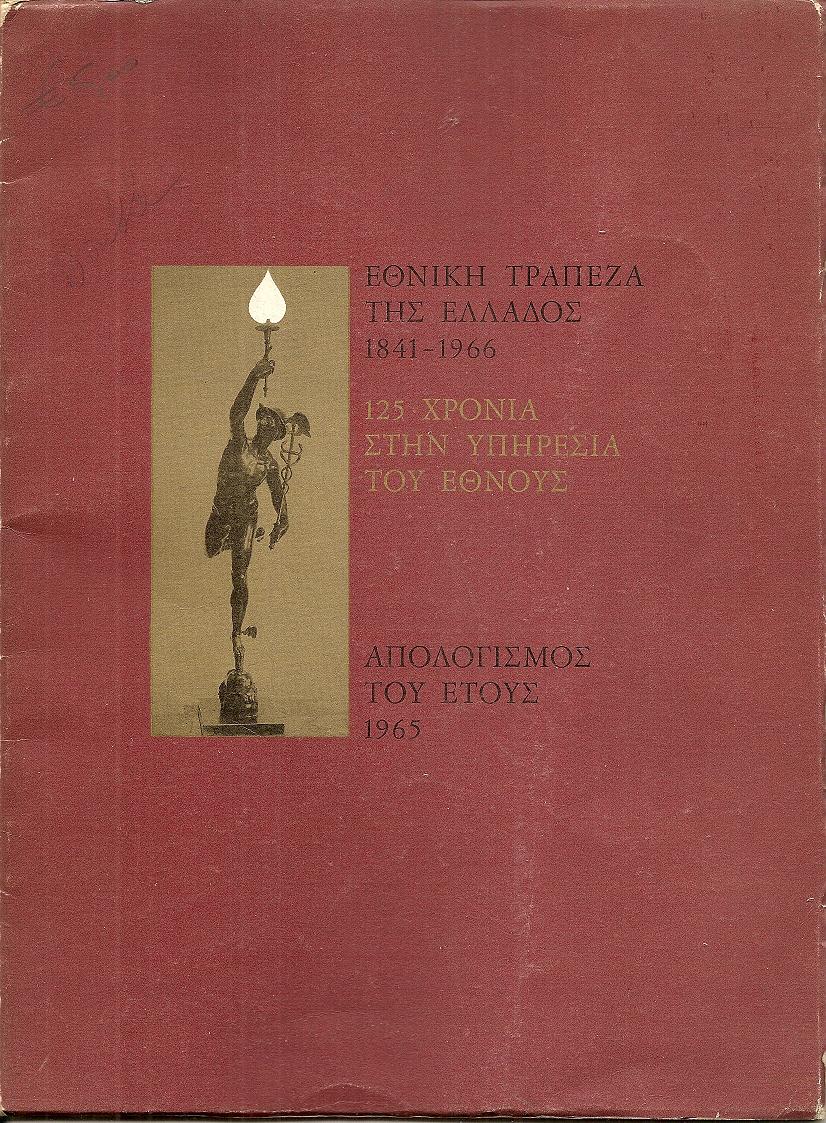 ΕΘΝΙΚΗ ΤΡΑΠΕΖΑ
ΤΗΣ ΕΛΛΑΔΟΣ
1841-1966
125 ΧΡΟΝΙΑ
ΣΤΗΝ ΥΠΗΡΕΣΙΑ
ΤΟΥ ΕΘΝΟΥΣ
ΑΠΟΛΟΓΙΣΜΟΣ
ΤΟΥ ΕΤΟΥΣ
1965